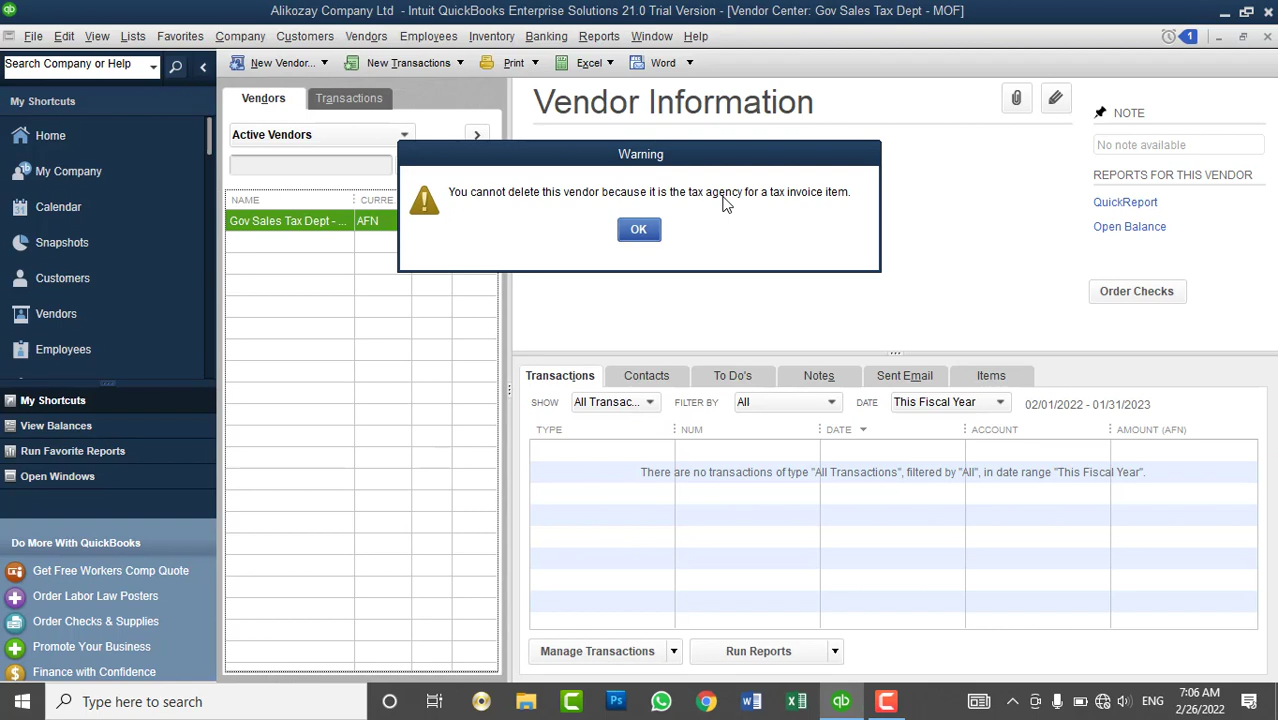 Alikozay Company Ltd - Intuit QuickBooks Enterprise Solutions 21.0 Trial Version - [Vendor Center: Gov Sales Tax Dept - MOF]
File Edit View Lists Favorites Company Customers Vendors Employees Inventory Banking Reports Window Help 1
Search Company or Help
New Vendor... New Transactions Print Excel Word
My Shortcuts
Home
My Company
Calendar
Snapshots
Customers
Vendors
Employees
My Shortcuts
View Balances
Run Favorite Reports
Open Windows
Do More With QuickBooks
Get Free Workers Comp Quote
Order Labor Law Posters
Order Checks & Supplies
Promote Your Business
Finance with Confidence
Vendors Transactions
Active Vendors
NAME CURRE.
Gov Sales Tax Dept - ... AFN
Warning
You cannot delete this vendor because it is the tax agency for a tax invoice item.
OK
Vendor Information
NOTE
No note available
REPORTS FOR THIS VENDOR
QuickReport
Open Balance
Order Checks
Transactions Contacts To Do's Notes Sent Email Items
SHOW All Transac... FILTER BY All DATE This Fiscal Year 02/01/2022 - 01/31/2023
TYPE NUM DATE ACCOUNT AMOUNT (AFN)
There are no transactions of type "All Transactions", filtered by "All", in date range "This Fiscal Year".
Manage Transactions Run Reports
Type here to search
ENG
7:06 AM
2/26/2022